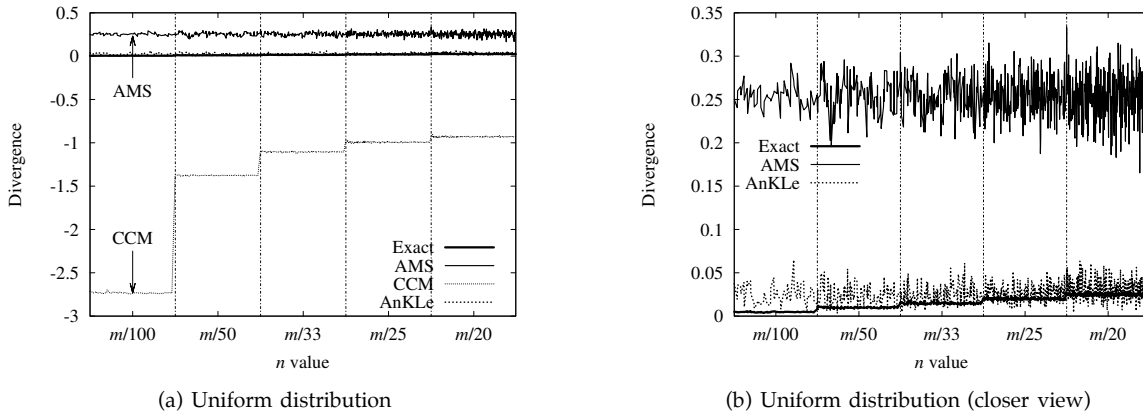 0.5
0
-0.5
-1
-1.5
-2
-2.5
-3
Divergence
AMS
CCM
Exact
AMS
CCM
AnKLe
m/100 m/50 m/33 m/25 m/20
n value
(a) Uniform distribution
0.35
0.3
0.25
0.2
0.15
0.1
0.05
0
Divergence
Exact
AMS
AnKLe
m/100 m/50 m/33 m/25 m/20
n value
(b) Uniform distribution (closer view)